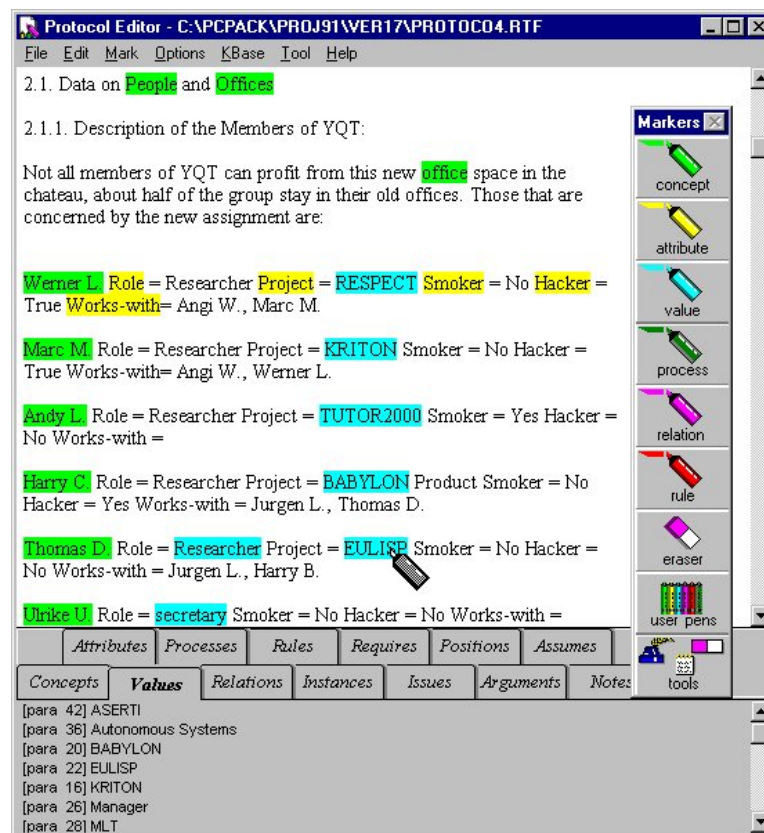 Protocol Editor - C:\PCPACK\PROJ91\VER17\PROTOCO4.RTF
File Edit Mark Options KBase Tool Help
2.1. Data on People and Offices
2.1.1. Description of the Members of YQT:
Not all members of YQT can profit from this new office space in the
chateau, about half of the group stay in their old offices. Those that are
concerned by the new assignment are:
Werner L. Role = Researcher Project = RESPECT Smoker = No Hacker =
True Works-with= Angi W., Marc M.
Marc M. Role = Researcher Project = KRITON Smoker = No Hacker =
True Works-with= Angi W., Werner L.
Andy L. Role = Researcher Project = TUTOR2000 Smoker = Yes Hacker =
No Works-with =
Harry C. Role = Researcher Project = BABYLON Product Smoker = No
Hacker = Yes Works-with = Jurgen L., Thomas D.
Thomas D. Role = Researcher Project = EULISP Smoker = No Hacker =
No Works-with = Jurgen L., Harry B.
Ulrike U. Role = secretary Smoker = No Hacker = No Works-with =
Markers
concept
attribute
value
process
relation
rule
eraser
user pens
tools
Attributes Processes Rules Requires Positions Assumes
Concepts Values Relations Instances Issues Arguments Notes
[para 42] ASERTI
[para 36] Autonomous Systems
[para 20] BABYLON
[para 22] EULISP
[para 16] KRITON
[para 26] Manager
[para 28] MLT